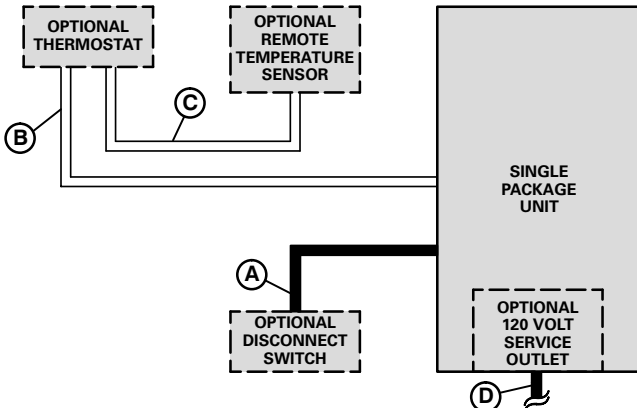 OPTIONAL
THERMOSTAT
OPTIONAL
REMOTE
TEMPERATURE
SENSOR
B
C
SINGLE
PACKAGE
UNIT
A
OPTIONAL
DISCONNECT
SWITCH
OPTIONAL
120 VOLT
SERVICE
OUTLET
D